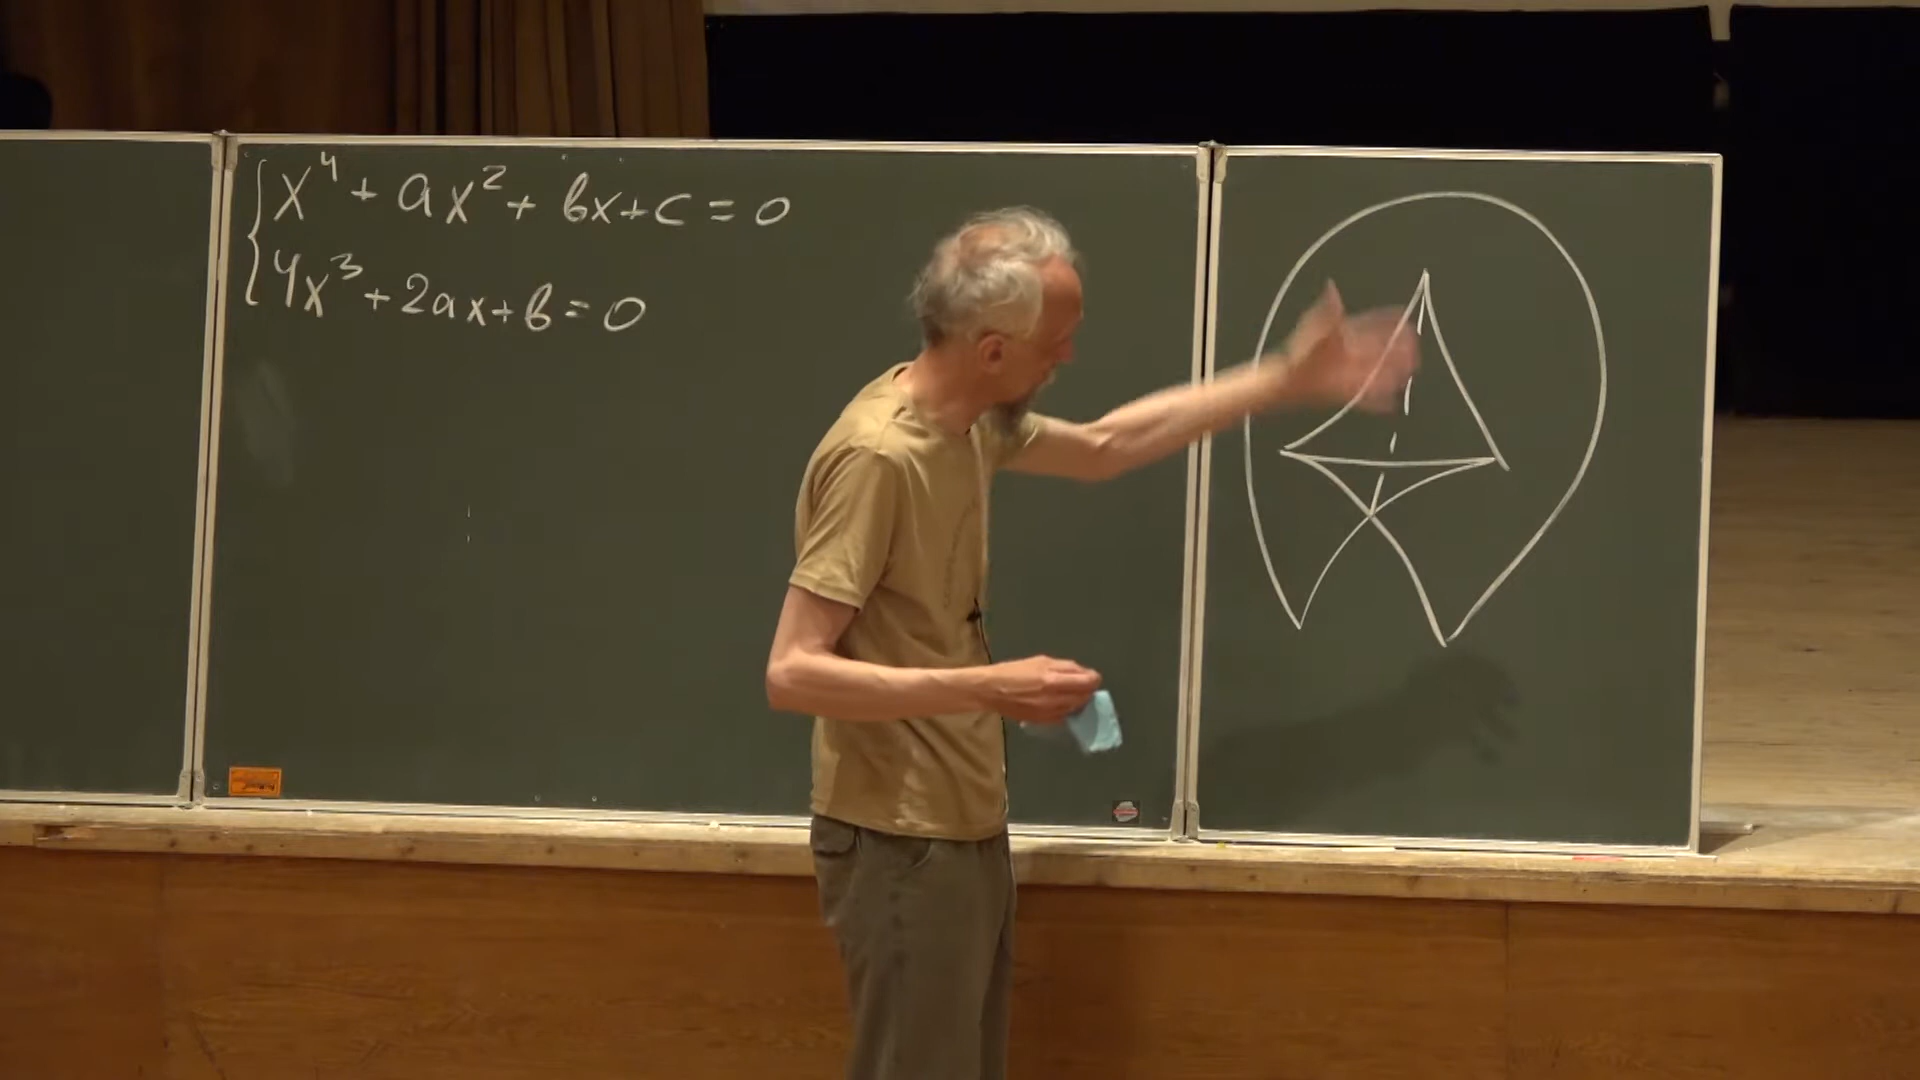 x⁴ + ax² + bx + c = 0
4x³ + 2ax + b = 0